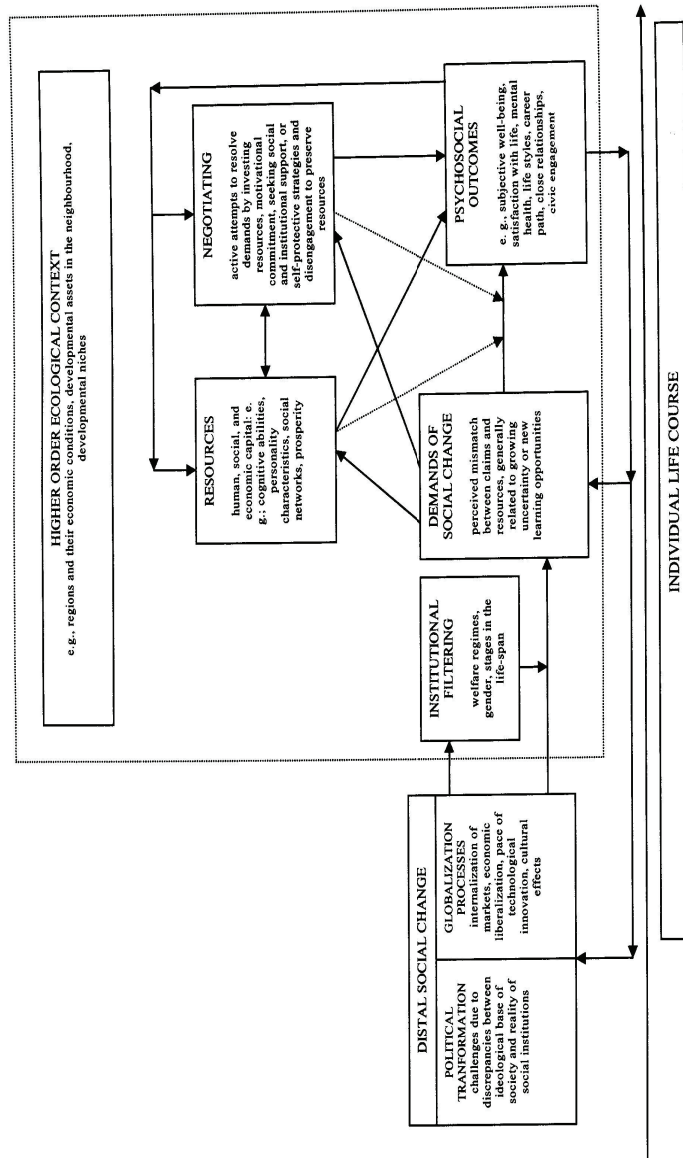 HIGHER ORDER ECOLOGICAL CONTEXT
e.g., regions and their economic conditions, developmental assets in the neighbourhood,
developmental niches
DISTAL SOCIAL CHANGE
POLITICAL
TRANFORMATION
challenges due to
discrepancies between
ideological base of
society and reality of
social institutions
GLOBALIZATION
PROCESSES
internalization of
markets, economic
liberalization, pace of
technological
innovation, cultural
effects
INSTITUTIONAL
FILTERING
welfare regimes,
gender, stages in the
life-span
RESOURCES
human, social, and
economic capital: e.
g.; cognitive abilities,
personality
characteristics, social
networks, prosperity
NEGOTIATING
active attempts to resolve
demands by investing
resources, motivational
commitment, seeking social
and institutional support, or
self-protective strategies and
disengagement to preserve
resources
DEMANDS OF
SOCIAL CHANGE
perceived mismatch
between claims and
resources, generally
related to growing
uncertainty or new
learning opportunities
PSYCHOSOCIAL
OUTCOMES
e. g., subjective well-being,
satisfaction with life, mental
health, life styles, career
path, close relationships,
civic engagement
INDIVIDUAL LIFE COURSE